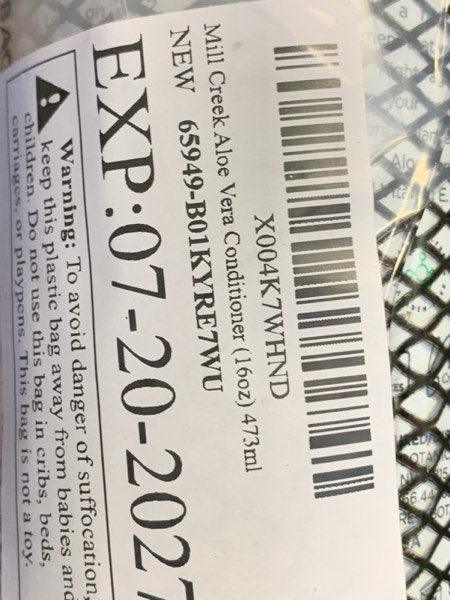 X004K7WHND
Mill Creek Aloe Vera Conditioner (16oz) 473ml
NEW 65949-B01KYRE7WU
EXP:07-20-2027
Warning: To avoid danger of suffocation,
keep this plastic bag away from babies and
children. Do not use this bag in cribs, beds,
carriages, or playpens. This bag is not a toy.